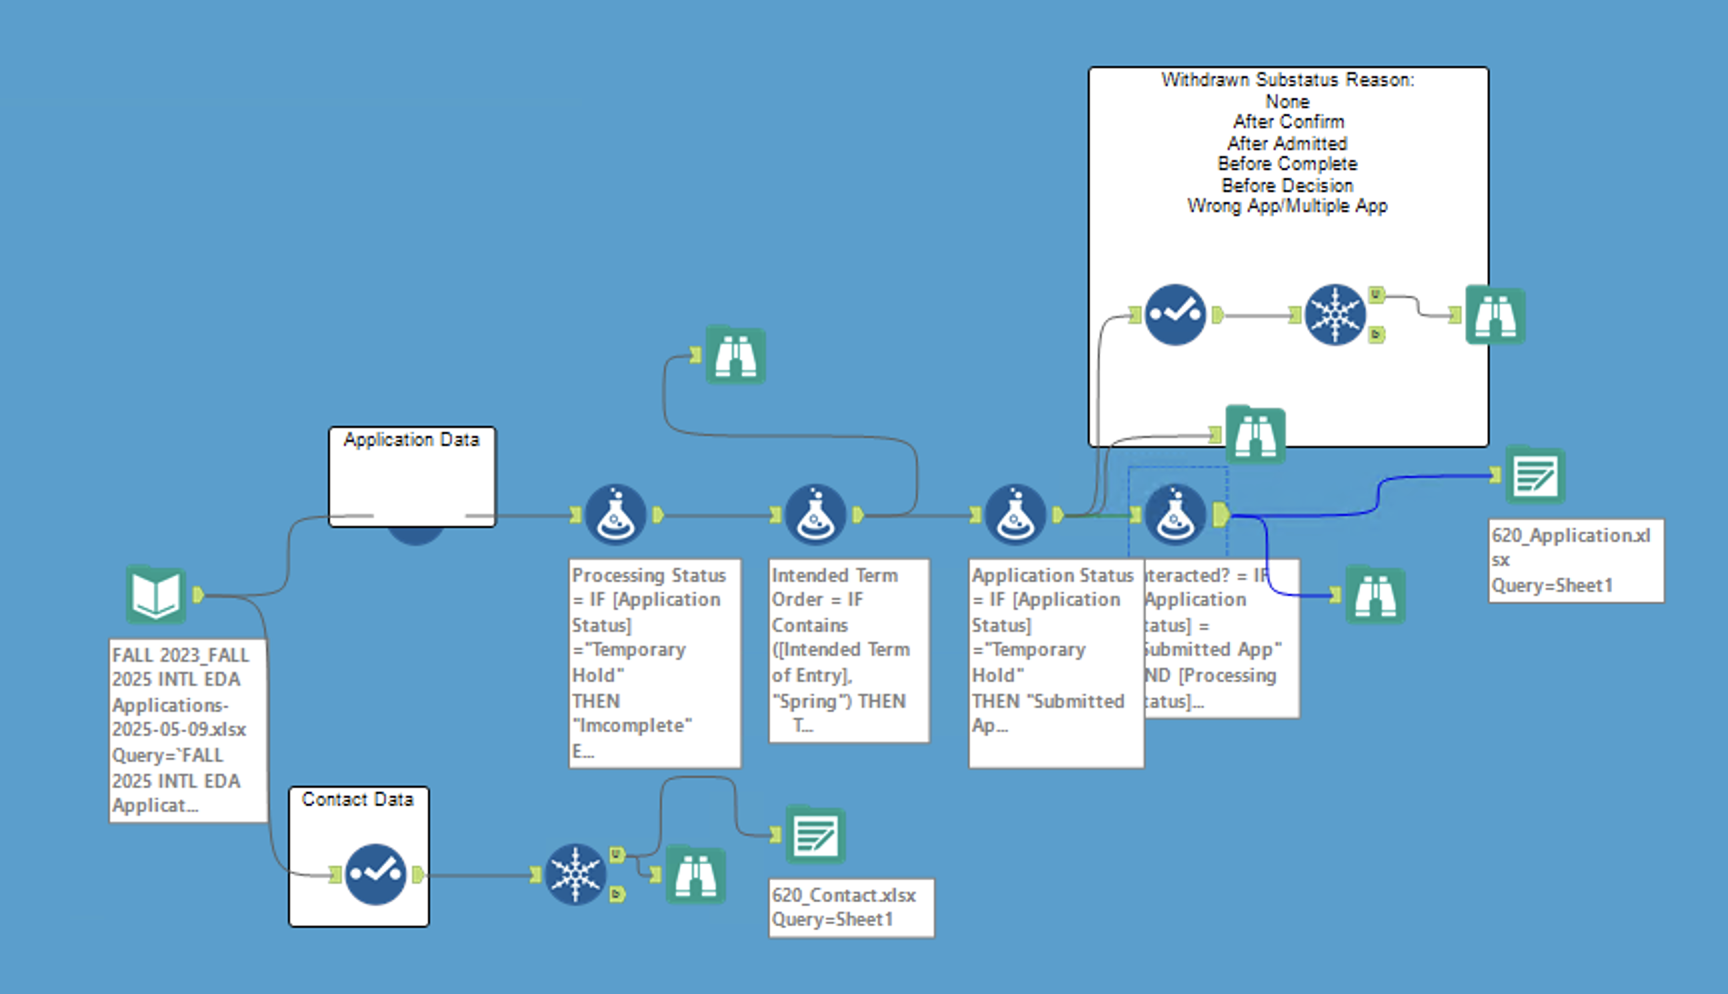 Withdrawn Substatus Reason:
None
After Confirm
After Admitted
Before Complete
Before Decision
Wrong App/Multiple App
Application Data
620_Application.xl
sx
Query=Sheet1
Processing Status
= IF [Application
Status]
="Temporary
Hold"
THEN
"Imcomplete"
E...
Intended Term
Order = IF
Contains
([Intended Term
of Entry],
"Spring") THEN
T...
Application Status
= IF [Application
Status]
="Temporary
Hold"
THEN "Submitted
Ap...
nteracted? = IF
Application
tatus] =
Submitted App"
ND [Processing
tatus]...
FALL 2023_FALL
2025 INTL EDA
Applications-
2025-05-09.xlsx
Query=`FALL
2025 INTL EDA
Applicat...
Contact Data
620_Contact.xlsx
Query=Sheet1